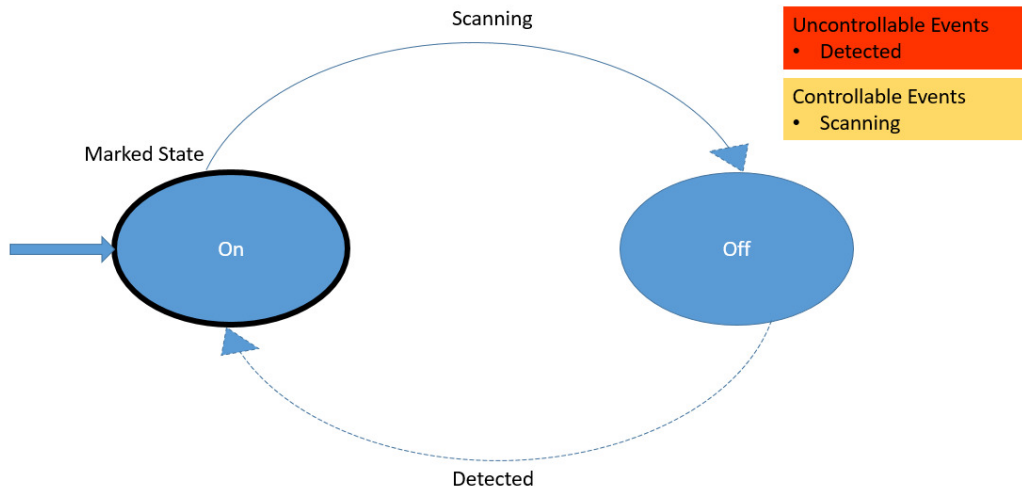 Scanning
Uncontrollable Events
• Detected
Controllable Events
• Scanning
Marked State
On
Off
Detected